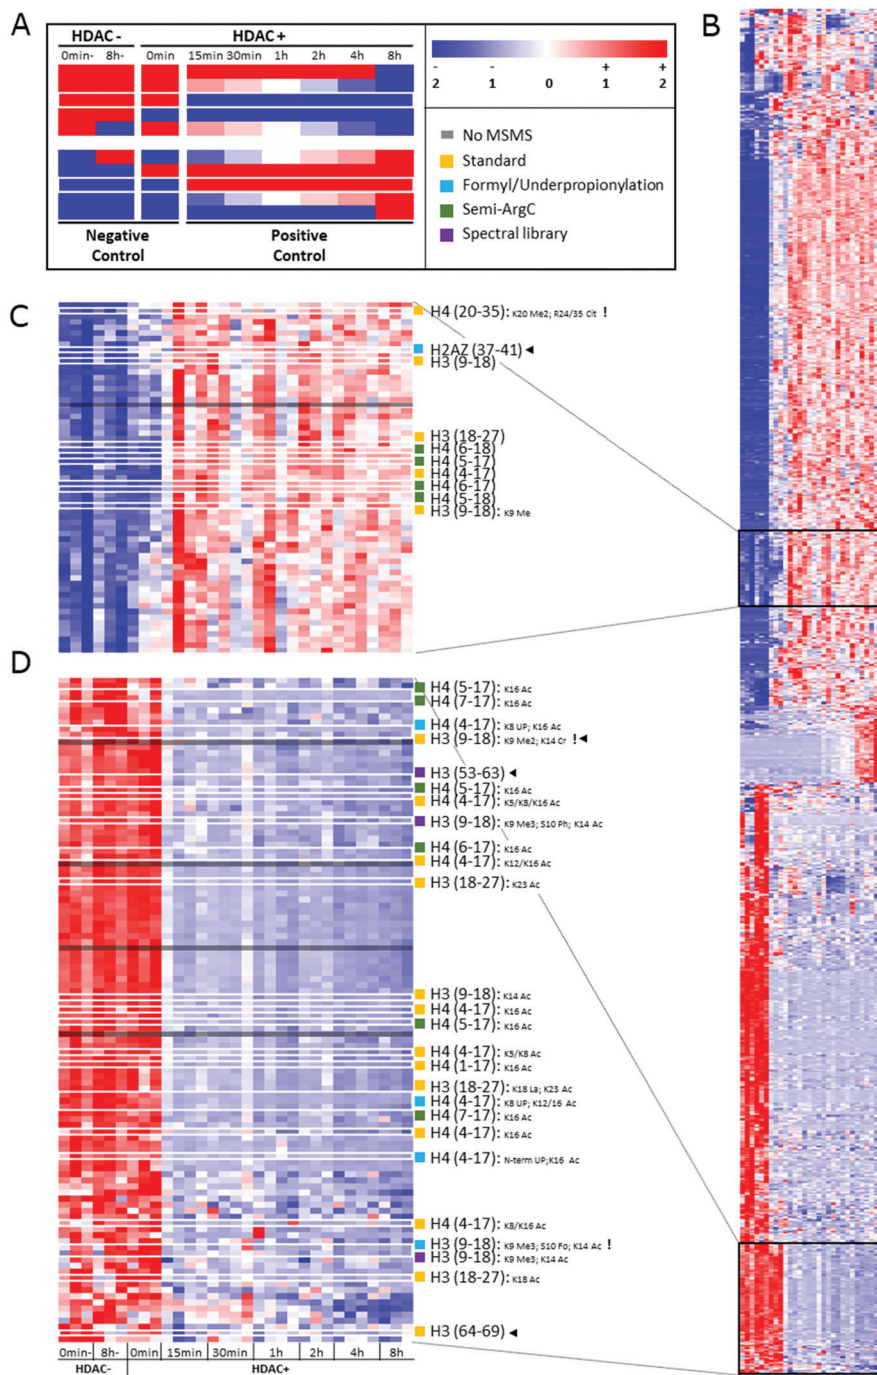 A
HDAC - HDAC +
0min- 8h- 0min 15min 30min 1h 2h 4h 8h
Negative Control
Positive Control
- - + +
2 1 0 1 2
No MSMS
Standard
Formyl/Underpropionylation
Semi-ArgC
Spectral library
B
C
H4 (20-35): K20 Me2; R24/35 Cit !
H2AZ (37-41) ◄
H3 (9-18)
H3 (18-27)
H4 (6-18)
H4 (5-17)
H4 (4-17)
H4 (6-17)
H4 (5-18)
H3 (9-18): K9 Me
D
H4 (5-17): K16 Ac
H4 (7-17): K16 Ac
H4 (4-17): K8 UP; K16 Ac
H3 (9-18): K9 Me2; K14 Cr ! ◄
H3 (53-63) ◄
H4 (5-17): K16 Ac
H4 (4-17): K5/K8/K16 Ac
H3 (9-18): K9 Me3; S10 Ph; K14 Ac
H4 (6-17): K16 Ac
H4 (4-17): K12/K16 Ac
H3 (18-27): K23 Ac
H3 (9-18): K14 Ac
H4 (4-17): K16 Ac
H4 (5-17): K16 Ac
H4 (4-17): K5/K8 Ac
H4 (1-17): K16 Ac
H3 (18-27): K18 La; K23 Ac
H4 (4-17): K8 UP; K12/16 Ac
H4 (7-17): K16 Ac
H4 (4-17): K16 Ac
H4 (4-17): N-term UP;K16 Ac
H4 (4-17): K8/K16 Ac
H3 (9-18): K9 Me3; S10 Fo; K14 Ac !
H3 (9-18): K9 Me3; K14 Ac
H3 (18-27): K18 Ac
H3 (64-69) ◄
0min- 8h- 0min 15min 30min 1h 2h 4h 8h
HDAC- HDAC+